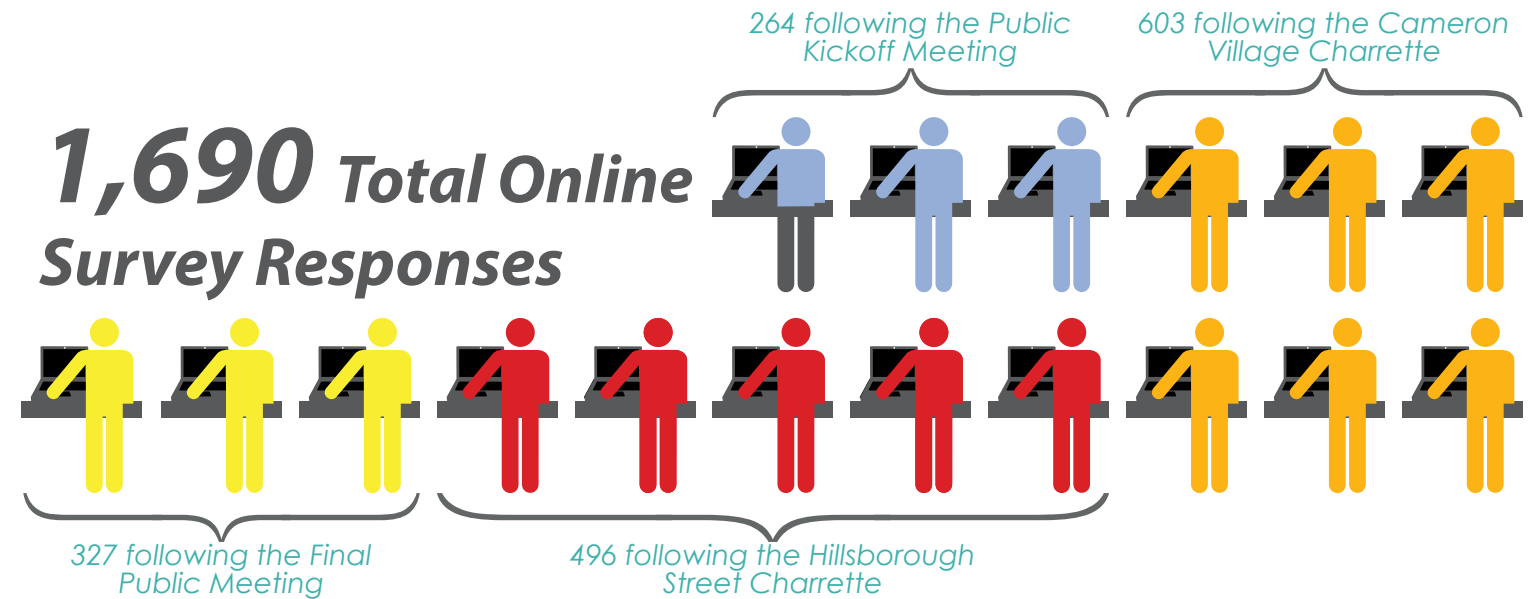 264 following the Public
Kickoff Meeting
603 following the Cameron
Village Charrette
1,690 Total Online
Survey Responses
327 following the Final
Public Meeting
496 following the Hillsborough
Street Charrette